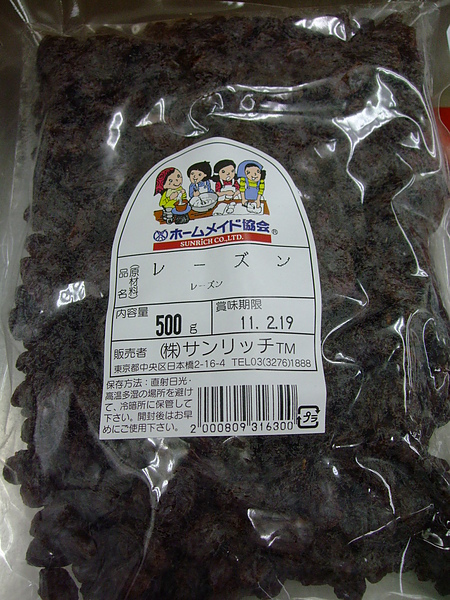 ホームメイド協会®
SUNRICH CO.,LTD.
品名 (原材料) レーズン
レーズン
内容量 500g
賞味期限 11.2.19
販売者 (株)サンリッチTM
東京都中央区日本橋2-16-4 TEL03(3276)1888
保存方法：直射日光・
高温多湿の場所を避け
て、冷暗所に保管して
下さい。開封後はお早
めにご使用下さい。
2 000809 316300
プラ